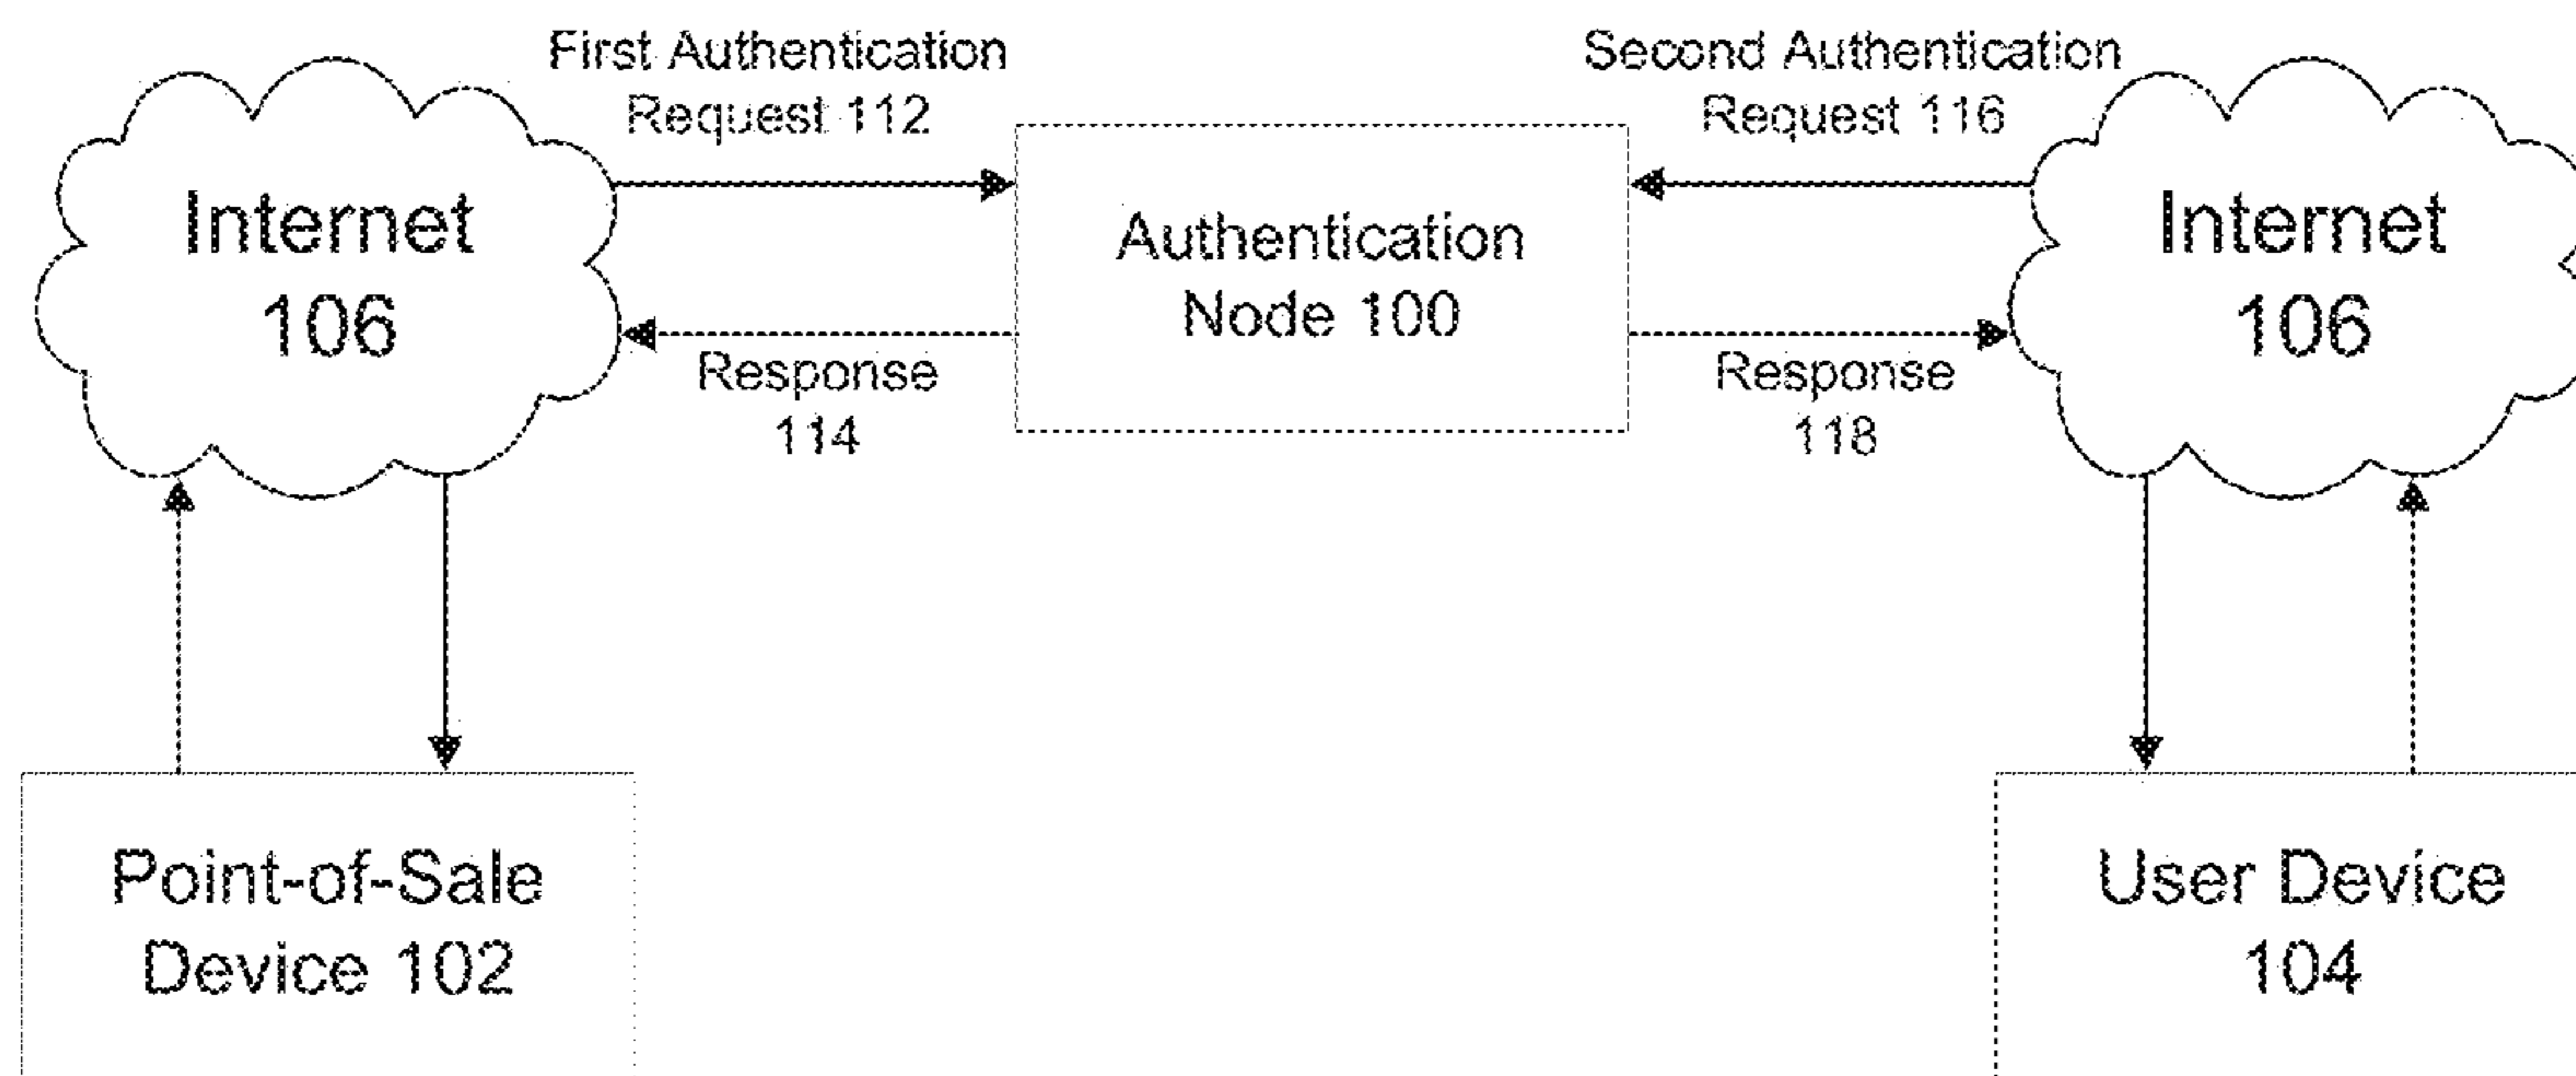 First Authentication
Request 112
Second Authentication
Request 116
Internet
106
Authentication
Node 100
Internet
106
Response
114
Response
118
Point-of-Sale
Device 102
User Device
104